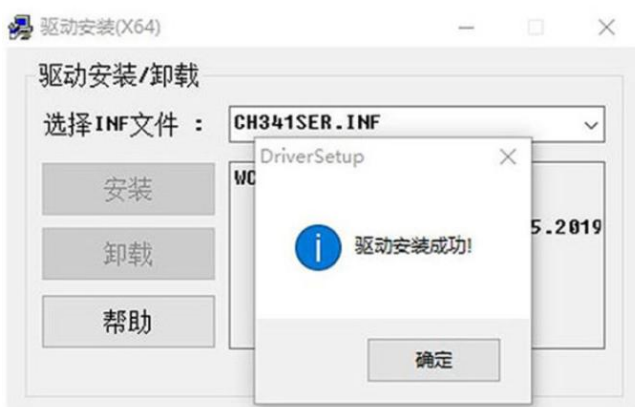 驱动安装(X64)
驱动安装/卸载
选择INF文件 : CH341SER.INF
DriverSetup
安装
WC
5.2019
驱动安装成功!
卸载
帮助
确定